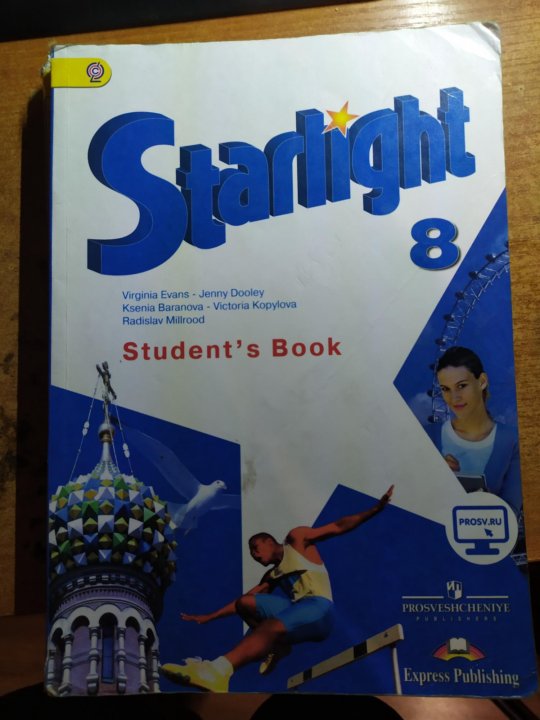 Starlight
8
Virginia Evans - Jenny Dooley
Ksenia Baranova - Victoria Kopylova
Radislav Millrood
Student's Book
PROSV.RU
PROSVESHCHENIYE
PUBLISHERS
Express Publishing